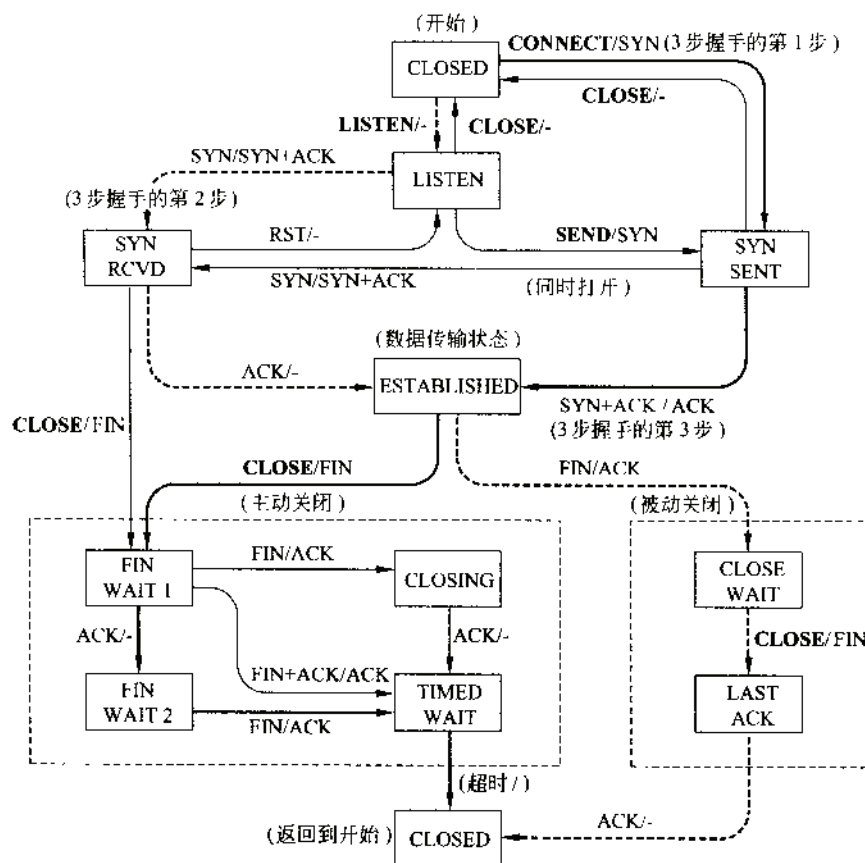 (开始)
CLOSED
CONNECT/SYN (3步握手的第1步)
CLOSE/-
LISTEN/-
CLOSE/-
SYN/SYN+ACK
LISTEN
(3步握手的第2步)
RST/-
SEND/SYN
SYN
RCVD
SYN
SENT
SYN/SYN+ACK
(同时打开)
(数据传输状态)
ACK/-
ESTABLISHED
SYN+ACK / ACK
(3步握手的第3步)
CLOSE/FIN
CLOSE/FIN
FIN/ACK
(主动关闭)
(被动关闭)
FIN
WAIT 1
FIN/ACK
CLOSING
CLOSE
WAIT
ACK/-
ACK/-
CLOSE/FIN
FIN+ACK/ACK
FIN
WAIT 2
FIN/ACK
TIMED
WAIT
LAST
ACK
(超时/)
(返回到开始)
CLOSED
ACK/-